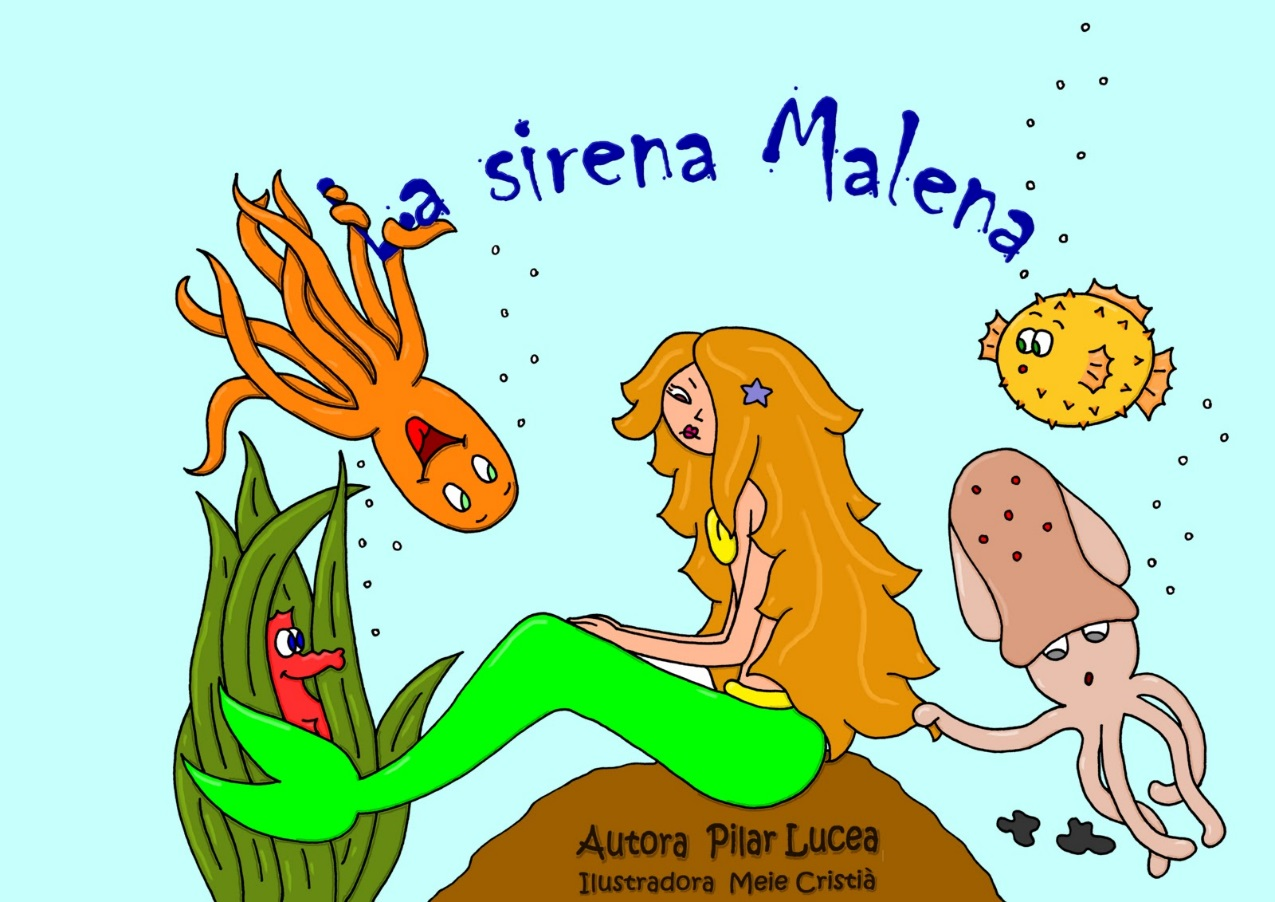 La sirena Malena
Autora Pilar Lucea
Ilustradora Meie Cristià